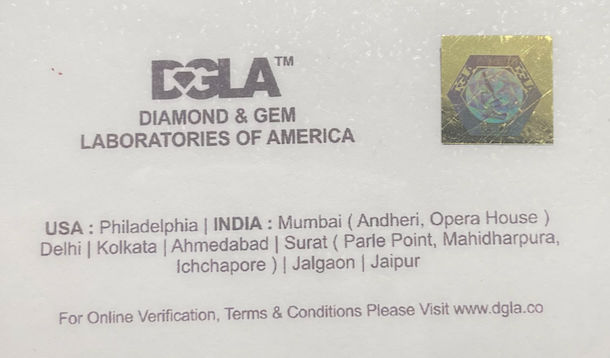 DGLA™
DIAMOND & GEM
LABORATORIES OF AMERICA
USA : Philadelphia | INDIA : Mumbai ( Andheri, Opera House )
Delhi | Kolkata | Ahmedabad | Surat ( Parle Point, Mahidharpura,
Ichchapore ) | Jalgaon | Jaipur
For Online Verification, Terms & Conditions Please Visit www.dgla.co